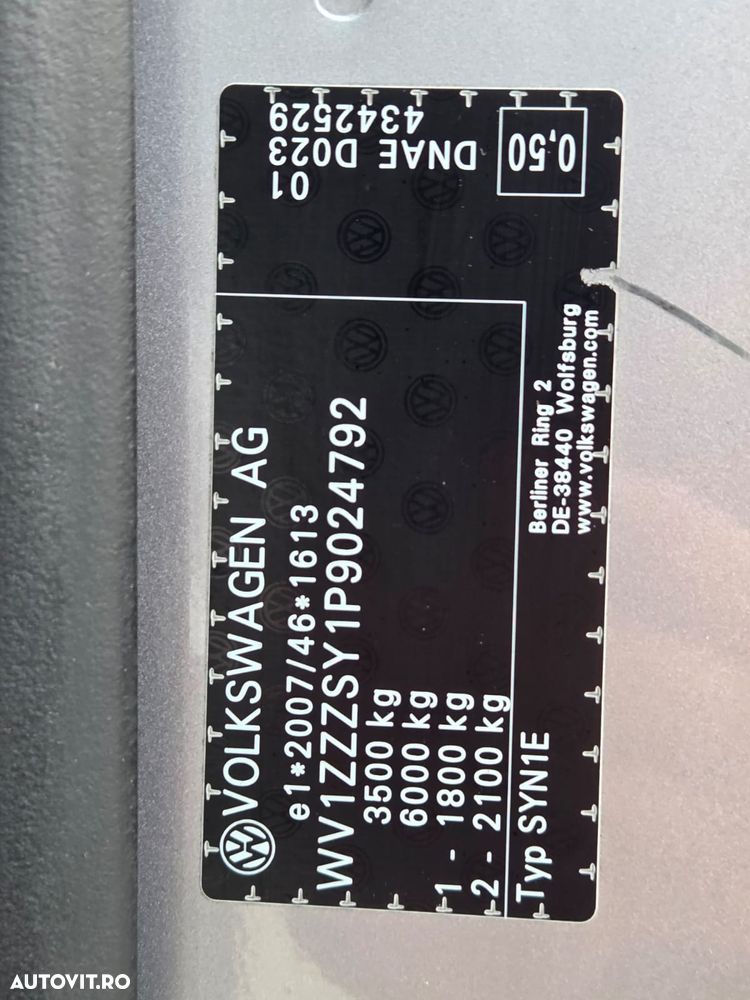 VOLKSWAGEN AG
e1*2007/46*1613
WV1ZZZSY1P9024792
3500 kg
6000 kg
1 - 1800 kg
2 - 2100 kg
Typ SYN1E
Berliner Ring 2
DE-38440 Wolfsburg
www.volkswagen.com
01
DNAE D023
4342529
0,50
AUTOVIT.RO